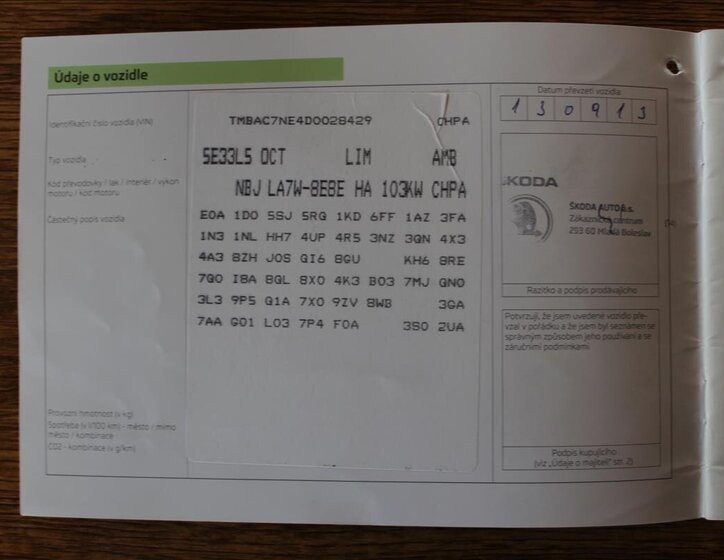 Údaje o vozidle
Identifikační číslo vozidla (VIN)
TMBAC7NE4D0028429 CHPA
Typ vozidla
5E33L5 OCT LIM AMB
Kód převodovky / lak / interiér / výkon
motoru / kód motoru
NBJ LA7W-8E8E HA 103KW CHPA
Částečný popis vozidla
E0A 1D0 5SJ 5RQ 1KD 6FF 1AZ 3FA
1N3 1NL HH7 4UP 4R5 3NZ 3QN 4X3
4A3 8ZH J0S QI6 8GU KH6 8RE
7G0 I8A 8QL 8X0 4K3 B03 7MJ GN0
3L3 9P5 Q1A 7X0 9ZV 8WB 3GA
7AA G01 L03 7P4 F0A 3S0 2UA
Provozní hmotnost (v kg)
Spotřeba (v l/100 km) - město / mimo
město / kombinace
CO2 - kombinace (v g/km)
Datum převzetí vozidla
1 3 0 9 1 3
ŠKODA
ŠKODA AUTO a.s.
Zákaznické centrum
293 60 Mladá Boleslav
Razítko a podpis prodávajícího
Potvrzuji, že jsem uvedené vozidlo pře-
vzal v pořádku a že jsem byl seznámen se
správným způsobem jeho používání a se
záručními podmínkami.
Podpis kupujícího
(viz „Údaje o majiteli" str. 2)